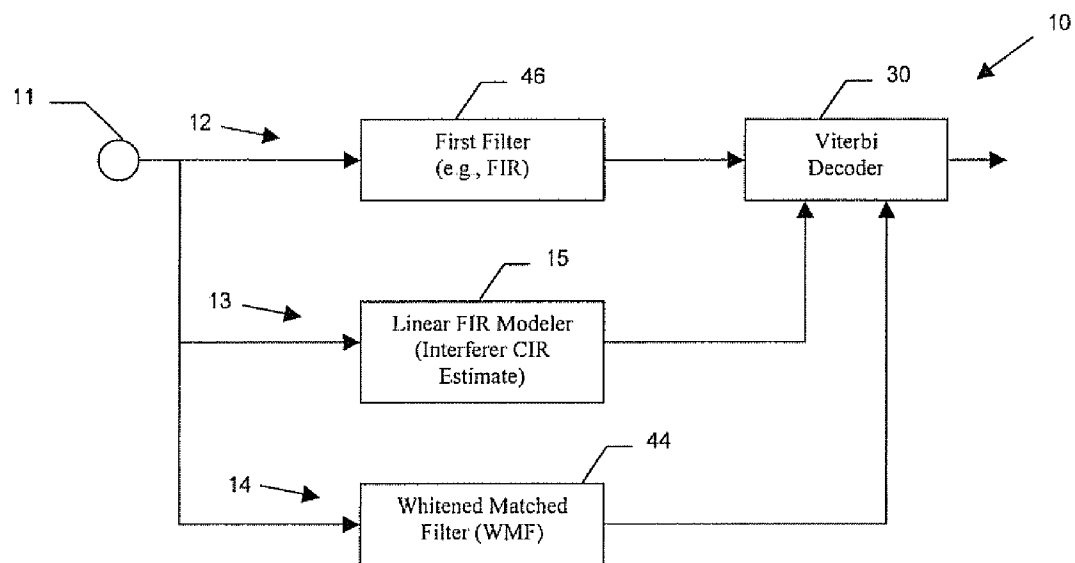 10
11
46
30
12
First Filter
(e.g., FIR)
Viterbi
Decoder
15
13
Linear FIR Modeler
(Interferer CIR
Estimate)
44
14
Whitened Matched
Filter (WMF)